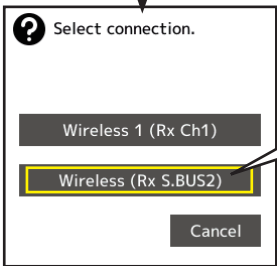 ? Select connection.
Wireless 1 (Rx Ch1)
Wireless (Rx S.BUS2)
Cancel